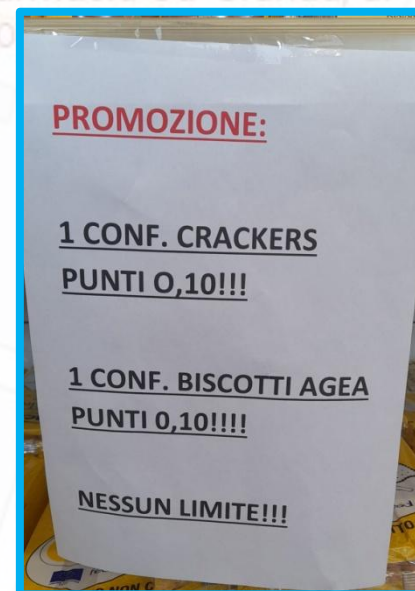 PROMOZIONE:
1 CONF. CRACKERS
PUNTI O,10!!!
1 CONF. BISCOTTI AGEA
PUNTI 0,10!!!!
NESSUN LIMITE!!!